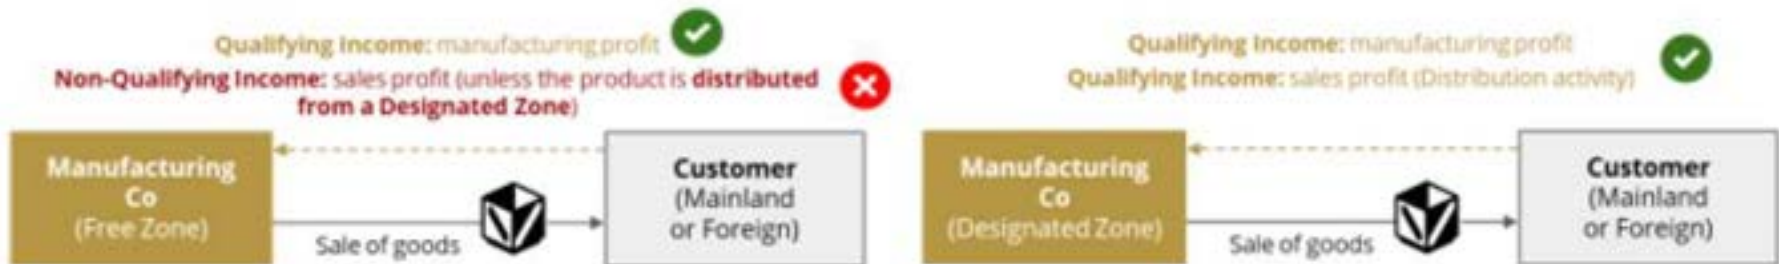 Qualifying Income: manufacturing profit
Non-Qualifying Income: sales profit (unless the product is distributed
from a Designated Zone)
Manufacturing
Co
(Free Zone)
Sale of goods
Customer
(Mainland
or Foreign)
Qualifying Income: manufacturing profit
Qualifying Income: sales profit (Distribution activity)
Manufacturing
Co
(Designated Zone)
Sale of goods
Customer
(Mainland
or Foreign)